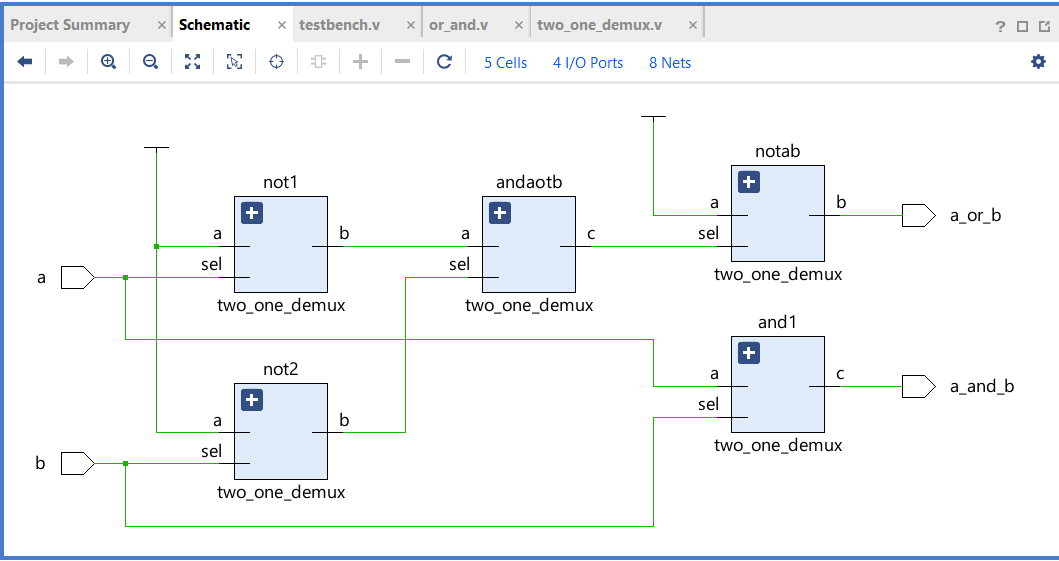 Project Summary × Schematic × testbench.v × or_and.v × two_one_demux.v × ?
5 Cells 4 I/O Ports 8 Nets
notab
a b a_or_b
sel
two_one_demux
not1
a b
sel
two_one_demux
andaotb
a c
sel
two_one_demux
a
and1
a c a_and_b
sel
two_one_demux
not2
a b
sel
two_one_demux
b